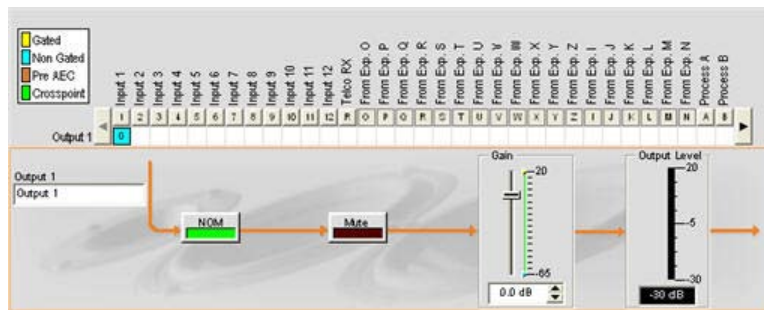 Gated
Non Gated
Pre AEC
Crosspoint
Input 1
Input 2
Input 3
Input 4
Input 5
Input 6
Input 7
Input 8
Input 9
Input 10
Input 11
Input 12
Telco RX
From Exp. O
From Exp. P
From Exp. Q
From Exp. R
From Exp. S
From Exp. T
From Exp. U
From Exp. V
From Exp. W
From Exp. X
From Exp. Y
From Exp. Z
From Exp. I
From Exp. J
From Exp. K
From Exp. L
From Exp. M
From Exp. N
Process A
Process B
1 2 3 4 5 6 7 8 9 10 11 12 R O P Q R S T U V W X Y Z I J K L M N A B
Output 1 0
Output 1
Output 1
NOM
Mute
Gain
20
-65
0.0 dB
Output Level
20
-5
-30
-30 dB